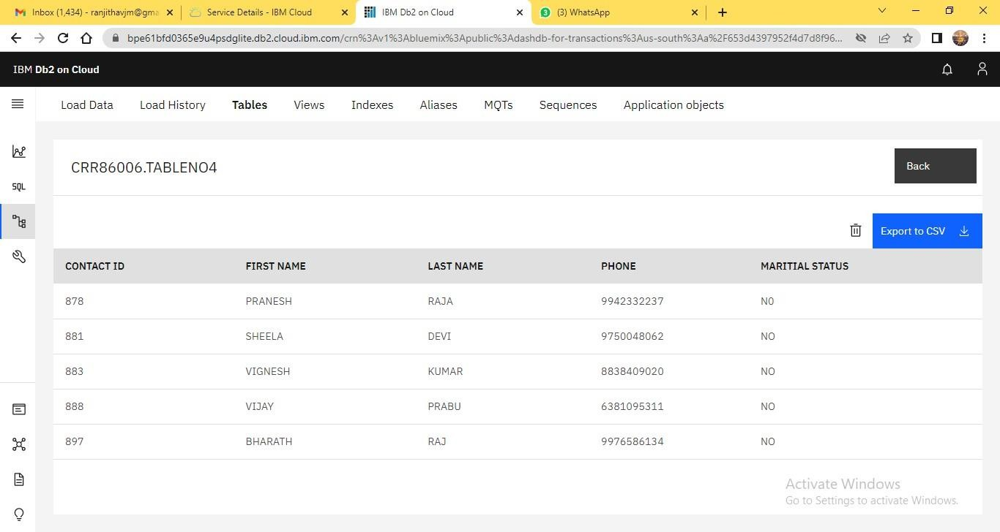 Inbox (1,434) - ranjithavjm@gma
Service Details - IBM Cloud
IBM Db2 on Cloud
(3) WhatsApp
bpe61bfd0365e9u4psdglite.db2.cloud.ibm.com/crn%3Av1%3Abluemix%3Apublic%3Adashdb-for-transactions%3Aus-south%3Aa%2F653d4397952f4d7d8f96...
IBM Db2 on Cloud
Load Data Load History Tables Views Indexes Aliases MQTs Sequences Application objects
CRR86006.TABLENO4
Back
SQL
Export to CSV
CONTACT ID FIRST NAME LAST NAME PHONE MARITIAL STATUS
878 PRANESH RAJA 9942332237 N0
881 SHEELA DEVI 9750048062 NO
883 VIGNESH KUMAR 8838409020 NO
888 VIJAY PRABU 6381095311 NO
897 BHARATH RAJ 9976586134 NO
Activate Windows
Go to Settings to activate Windows.